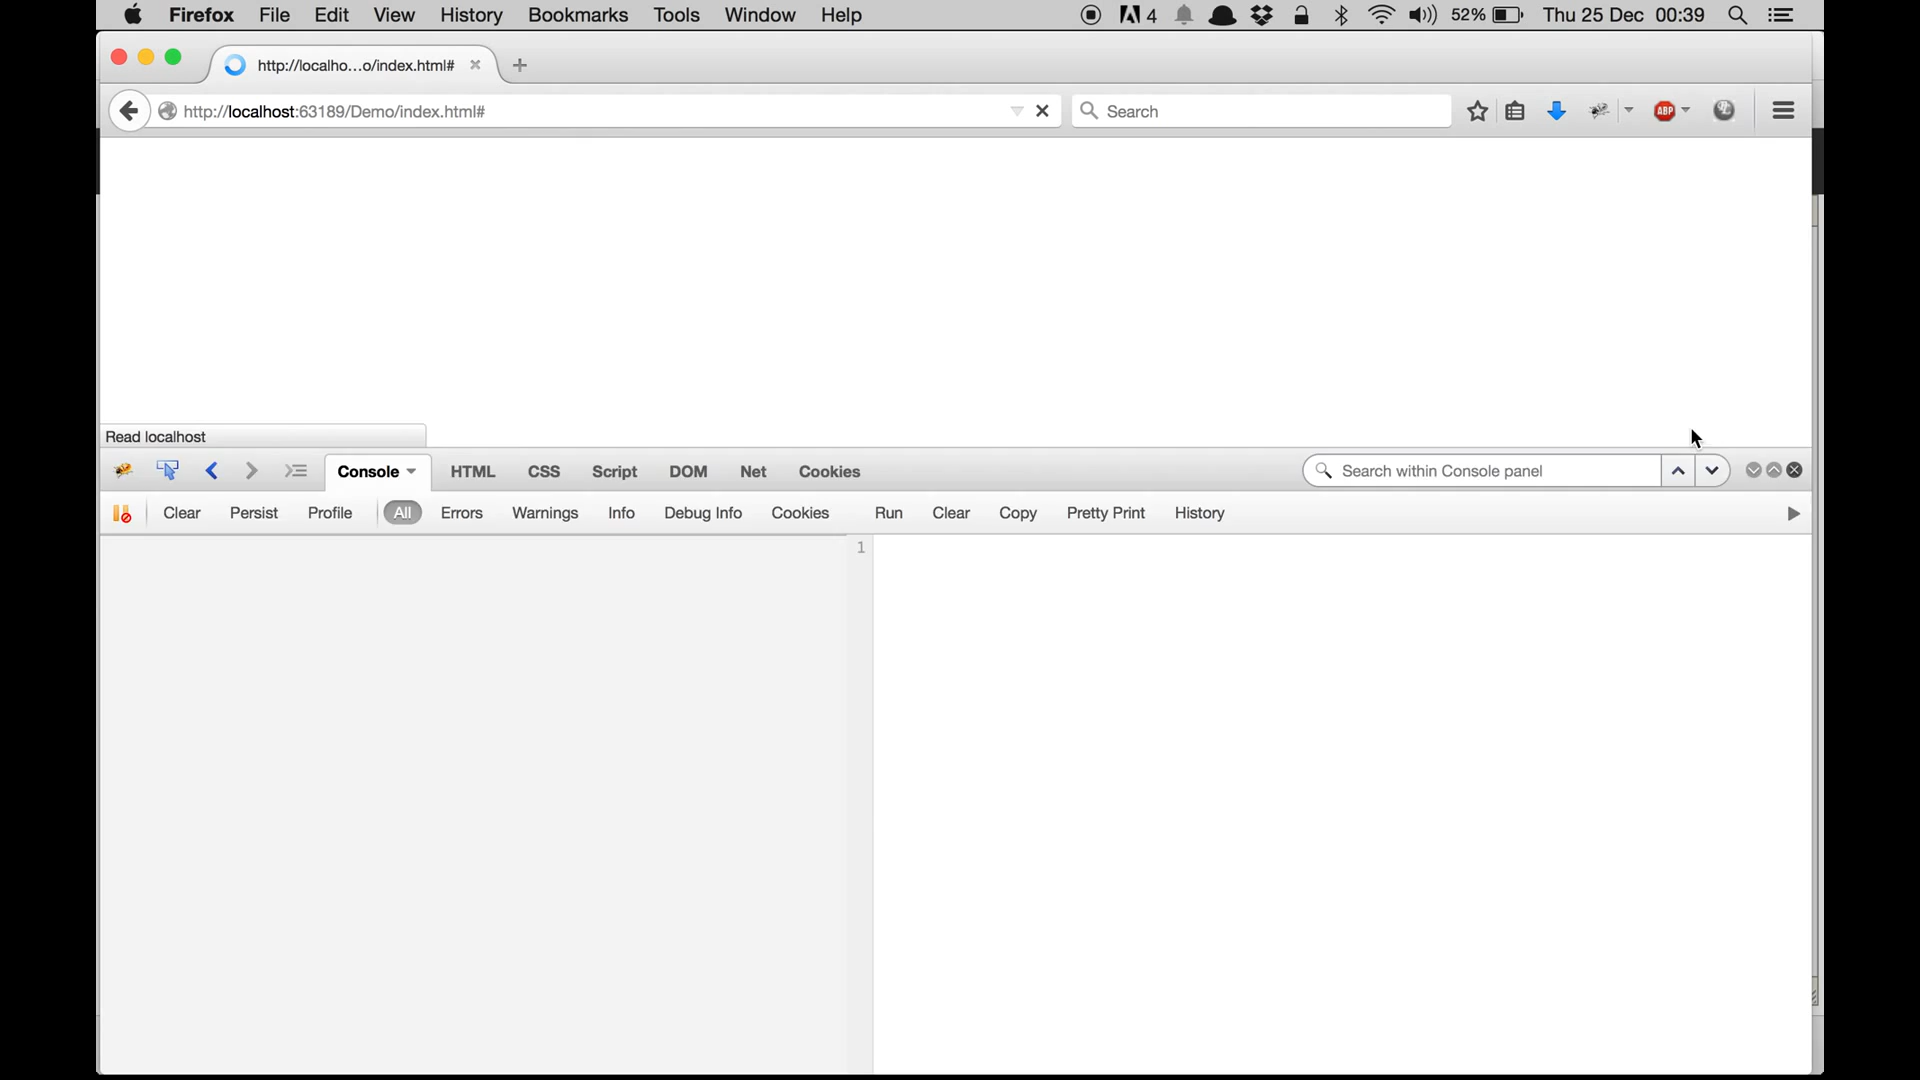 Firefox File Edit View History Bookmarks Tools Window Help 4 52% Thu 25 Dec 00:39
http://localho...o/index.html#
http://localhost:63189/Demo/index.html# Search ABP
Read localhost
Console HTML CSS Script DOM Net Cookies Search within Console panel
Clear Persist Profile All Errors Warnings Info Debug Info Cookies Run Clear Copy Pretty Print History
1